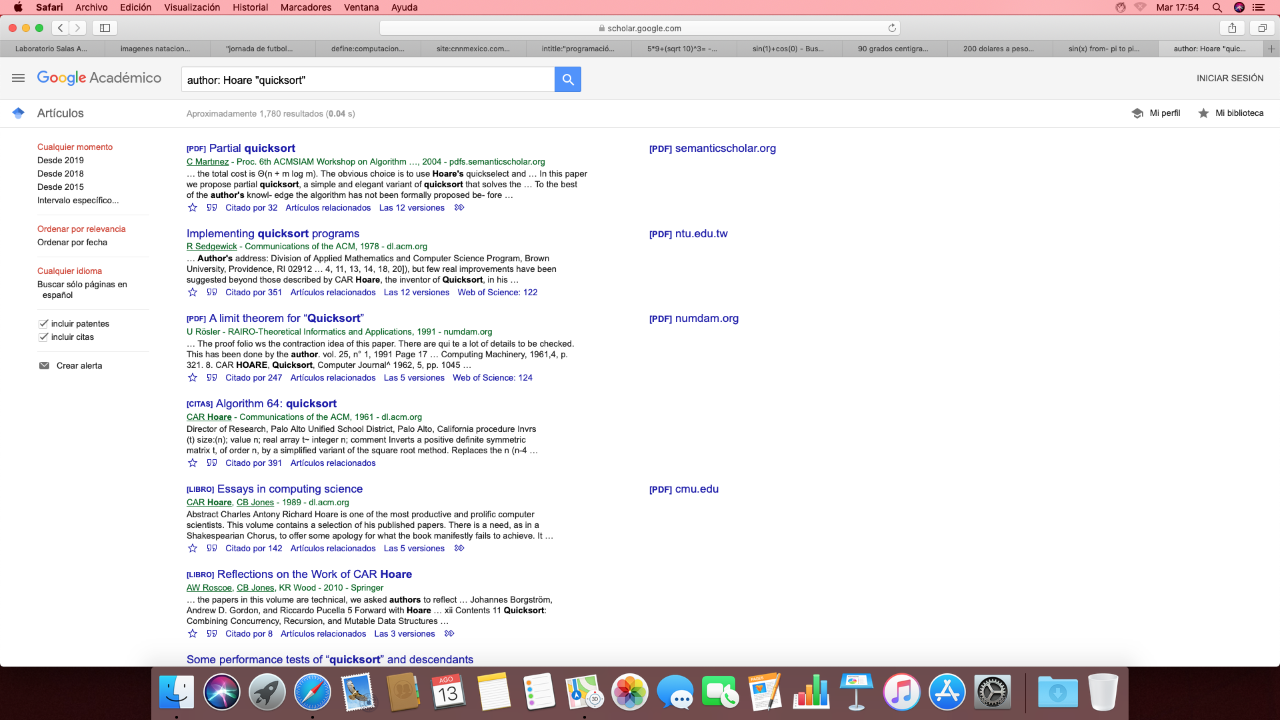 Safari Archivo Edición Visualización Historial Marcadores Ventana Ayuda Mar 17:54
scholar.google.com
Laboratorio Salas A... imagenes natacion... "jornada de futbol... define:computacion... site:cnnmexico.com... intitle:"programació... 5*9+(sqrt 10)^3= -... sin(1)+cos(0) - Bus... 90 grados centigra... 200 dolares a peso... sin(x) from- pi to pi-... author: Hoare "quic...
Google Académico author: Hoare "quicksort" INICIAR SESIÓN
Artículos Aproximadamente 1,780 resultados (0.04 s) Mi perfil Mi biblioteca
Cualquier momento
Desde 2019
Desde 2018
Desde 2015
Intervalo específico...
Ordenar por relevancia
Ordenar por fecha
Cualquier idioma
Buscar sólo páginas en
español
incluir patentes
incluir citas
Crear alerta
[PDF] Partial quicksort
C Martınez - Proc. 6th ACMSIAM Workshop on Algorithm …, 2004 - pdfs.semanticscholar.org
… the total cost is Θ(n + m log m). The obvious choice is to use Hoare's quickselect and … In this paper
we propose partial quicksort, a simple and elegant variant of quicksort that solves the … To the best
of the author's knowl- edge the algorithm has not been formally proposed be- fore …
Citado por 32 Artículos relacionados Las 12 versiones
[PDF] semanticscholar.org
Implementing quicksort programs
R Sedgewick - Communications of the ACM, 1978 - dl.acm.org
… Author's address: Division of Applied Mathematics and Computer Science Program, Brown
University, Providence, RI 02912 … 4, 11, 13, 14, 18, 20]), but few real improvements have been
suggested beyond those described by CAR Hoare, the inventor of Quicksort, in his …
Citado por 351 Artículos relacionados Las 12 versiones Web of Science: 122
[PDF] ntu.edu.tw
[PDF] A limit theorem for “Quicksort”
U Rösler - RAIRO-Theoretical Informatics and Applications, 1991 - numdam.org
… The proof folio ws the contraction idea of this paper. There are qui te a lot of details to be checked.
This has been done by the author. vol. 25, n° 1, 1991 Page 17 … Computing Machinery, 1961,4, p.
321. 8. CAR HOARE, Quicksort, Computer Journal^ 1962, 5, pp. 1045 …
Citado por 247 Artículos relacionados Las 5 versiones Web of Science: 124
[PDF] numdam.org
[CITAS] Algorithm 64: quicksort
CAR Hoare - Communications of the ACM, 1961 - dl.acm.org
Director of Research, Palo Alto Unified School District, Palo Alto, California procedure Invrs
(t) size:(n); value n; real array t~ integer n; comment Inverts a positive definite symmetric
matrix t, of order n, by a simplified variant of the square root method. Replaces the n (n-4 …
Citado por 391 Artículos relacionados
[LIBRO] Essays in computing science
CAR Hoare, CB Jones - 1989 - dl.acm.org
Abstract Charles Antony Richard Hoare is one of the most productive and prolific computer
scientists. This volume contains a selection of his published papers. There is a need, as in a
Shakespearian Chorus, to offer some apology for what the book manifestly fails to achieve. It …
Citado por 142 Artículos relacionados Las 5 versiones
[PDF] cmu.edu
[LIBRO] Reflections on the Work of CAR Hoare
AW Roscoe, CB Jones, KR Wood - 2010 - Springer
… the papers in this volume are technical, we asked authors to reflect … Johannes Borgström,
Andrew D. Gordon, and Riccardo Pucella 5 Forward with Hoare … xii Contents 11 Quicksort:
Combining Concurrency, Recursion, and Mutable Data Structures …
Citado por 8 Artículos relacionados Las 3 versiones
Some performance tests of “quicksort” and descendants
AGO
13
3D